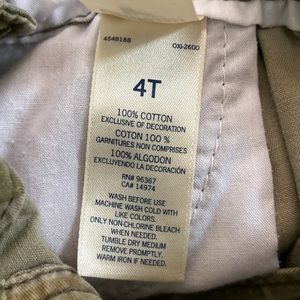 4548188 OXI-2600
4T
100% COTTON
EXCLUSIVE OF DECORATION
COTON 100 %
GARNITURES NON COMPRISES
100% ALGODON
EXCLUYENDO LA DECORACIÓN
RN# 96367
CA# 14974
WASH BEFORE USE
MACHINE WASH COLD WITH
LIKE COLORS.
ONLY NON-CHLORINE BLEACH
WHEN NEEDED.
TUMBLE DRY MEDIUM
REMOVE PROMPTLY.
WARM IRON IF NEEDED.